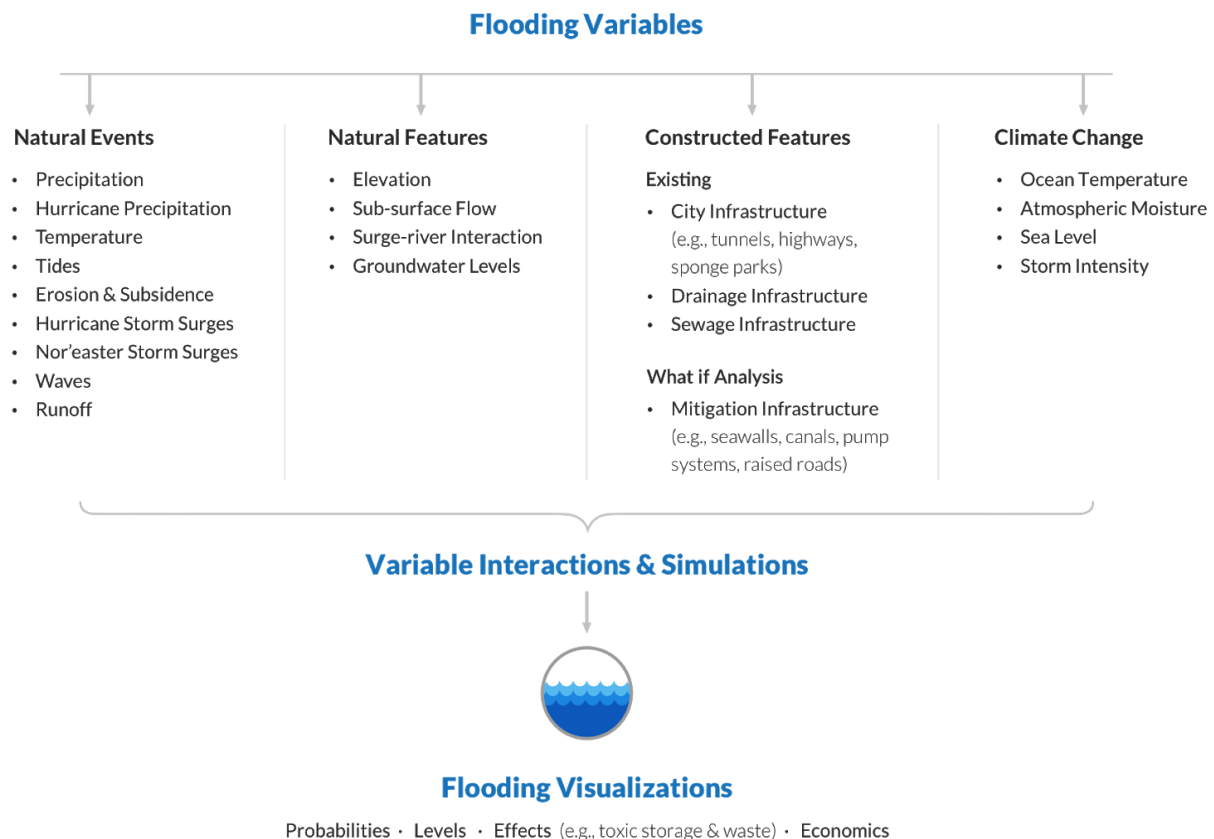 Flooding Variables
Natural Events
• Precipitation
• Hurricane Precipitation
• Temperature
• Tides
• Erosion & Subsidence
• Hurricane Storm Surges
• Nor’easter Storm Surges
• Waves
• Runoff
Natural Features
• Elevation
• Sub-surface Flow
• Surge-river Interaction
• Groundwater Levels
Constructed Features
Existing
• City Infrastructure
(e.g., tunnels, highways,
sponge parks)
• Drainage Infrastructure
• Sewage Infrastructure
What if Analysis
• Mitigation Infrastructure
(e.g., seawalls, canals, pump
systems, raised roads)
Climate Change
• Ocean Temperature
• Atmospheric Moisture
• Sea Level
• Storm Intensity
Variable Interactions & Simulations
Flooding Visualizations
Probabilities · Levels · Effects (e.g., toxic storage & waste) · Economics